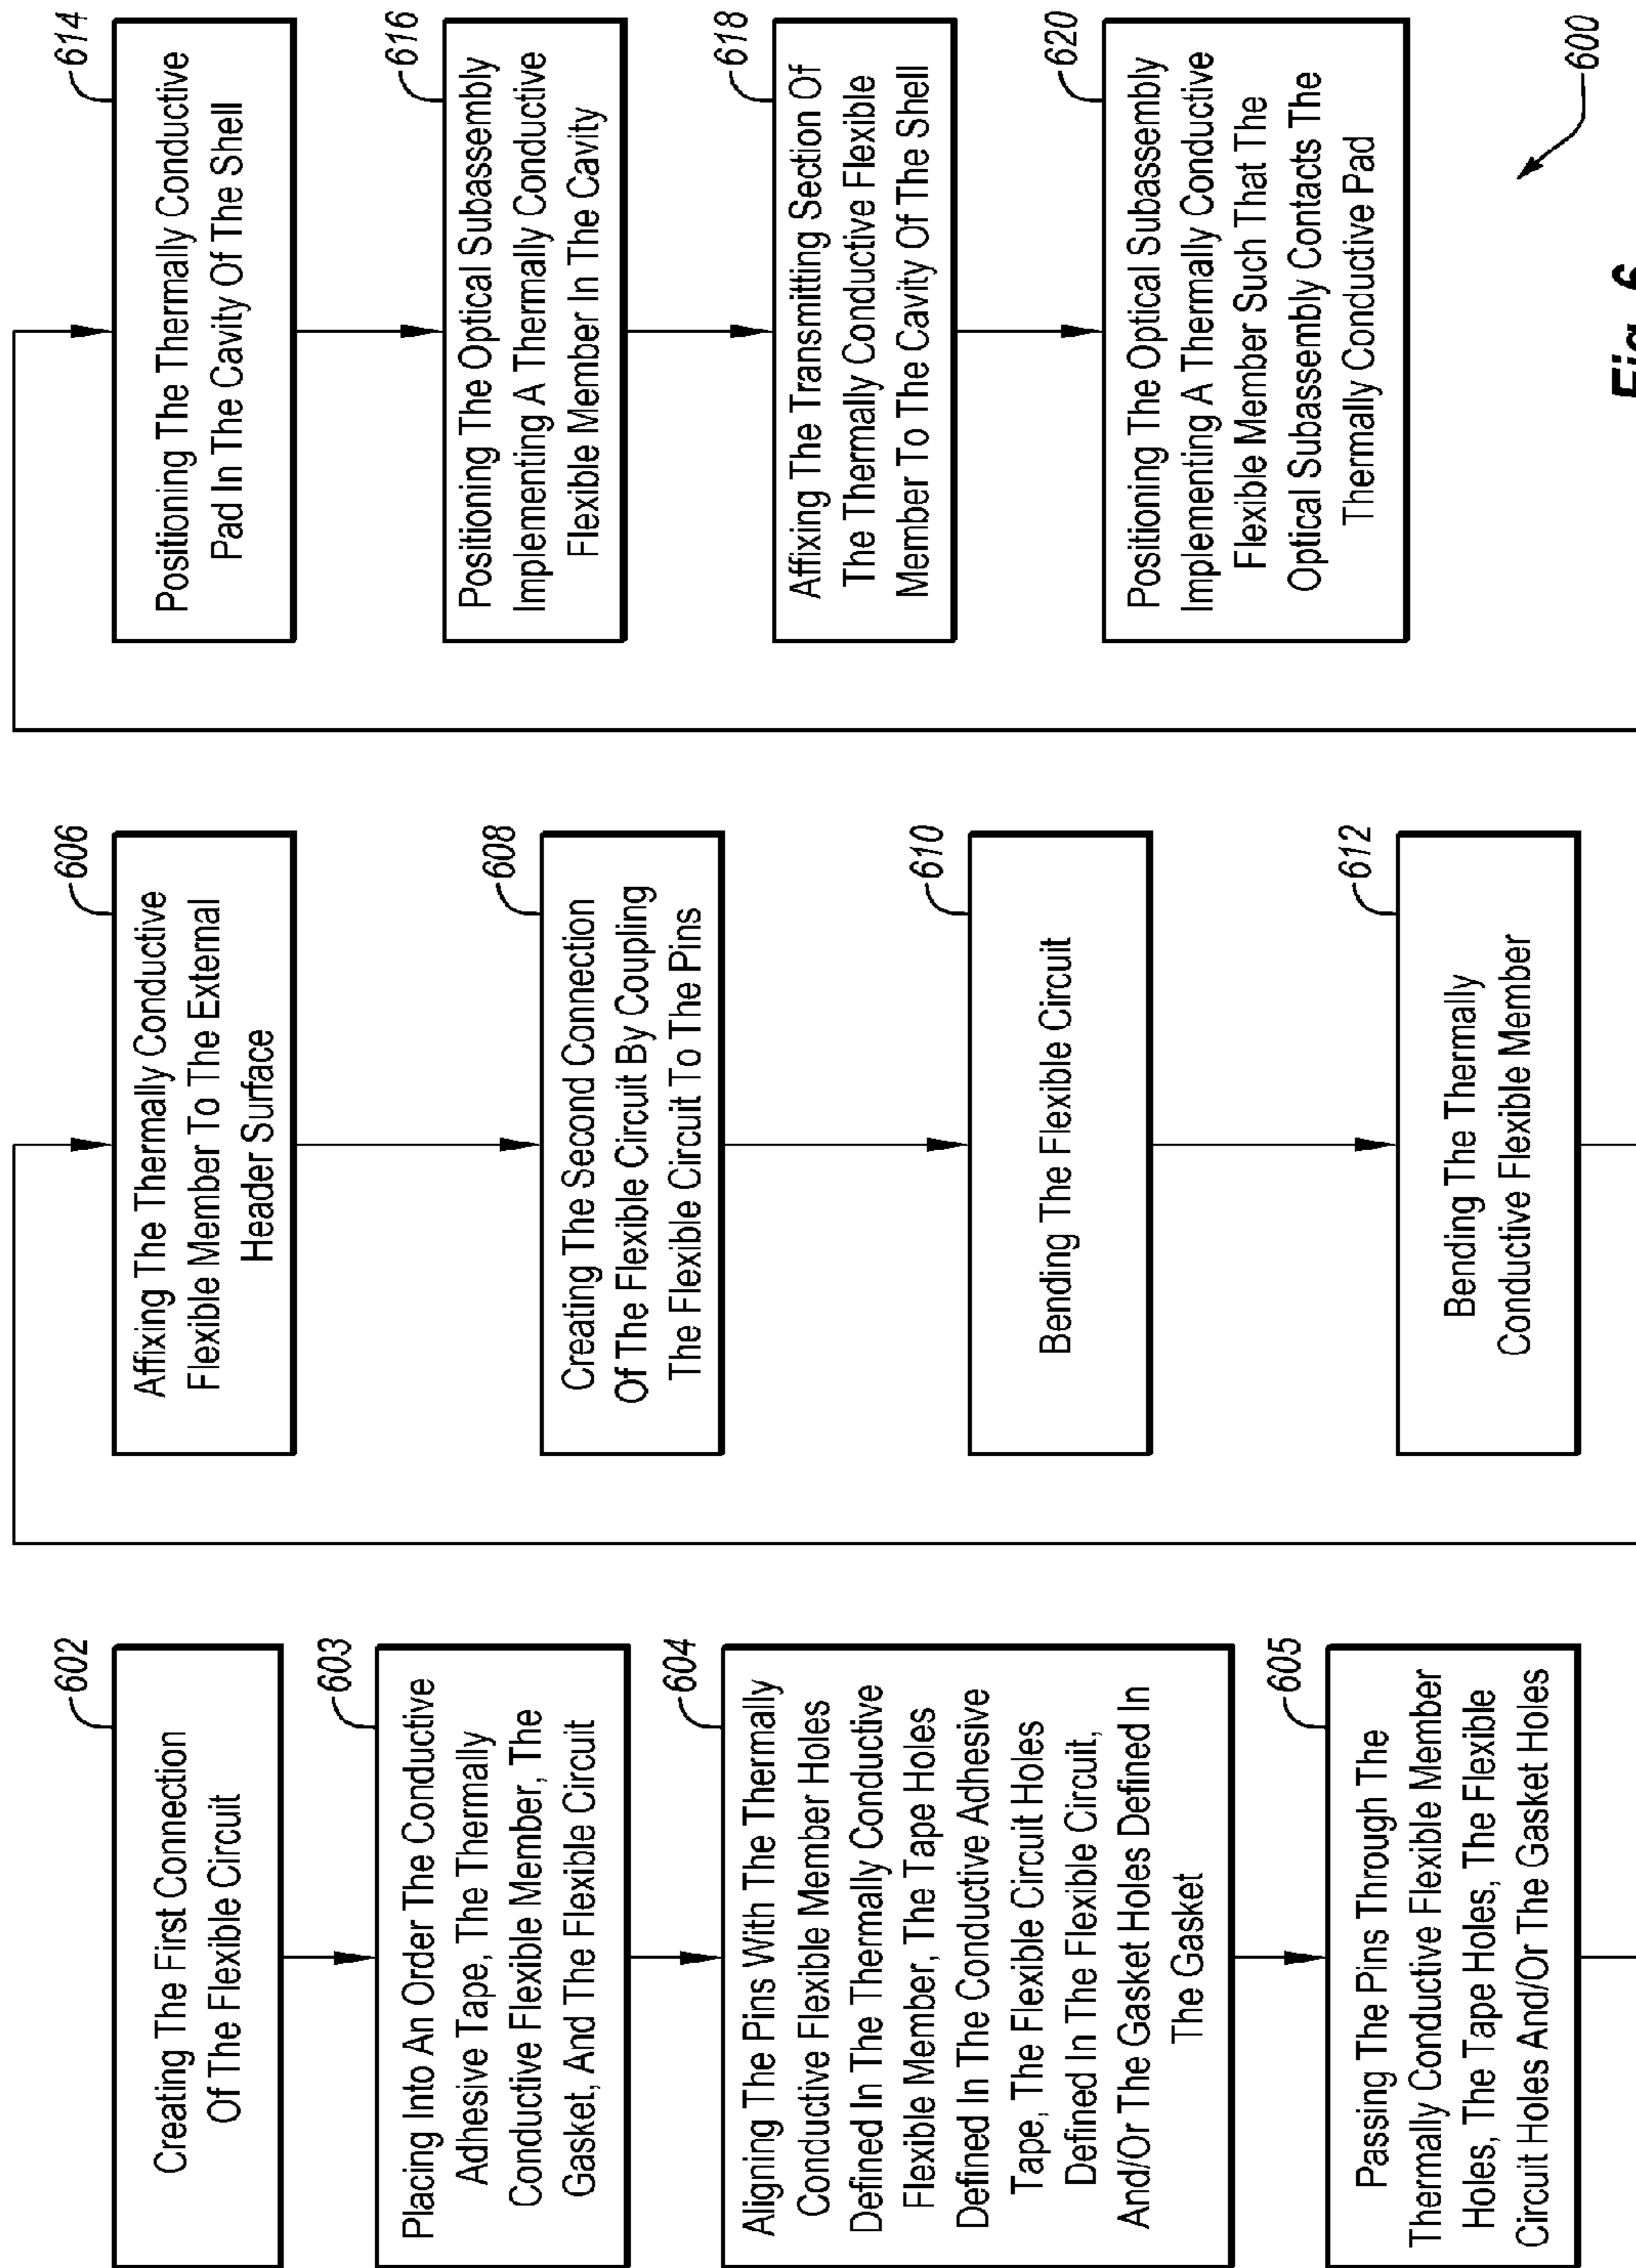 602
Creating The First Connection
Of The Flexible Circuit
603
Placing Into An Order The Conductive
Adhesive Tape, The Thermally
Conductive Flexible Member, The
Gasket, And The Flexible Circuit
604
Aligning The Pins With The Thermally
Conductive Flexible Member Holes
Defined In The Thermally Conductive
Flexible Member, The Tape Holes
Defined In The Conductive Adhesive
Tape, The Flexible Circuit Holes
Defined In The Flexible Circuit,
And/Or The Gasket Holes Defined In
The Gasket
605
Passing The Pins Through The
Thermally Conductive Flexible Member
Holes, The Tape Holes, The Flexible
Circuit Holes And/Or The Gasket Holes
606
Affixing The Thermally Conductive
Flexible Member To The External
Header Surface
608
Creating The Second Connection
Of The Flexible Circuit By Coupling
The Flexible Circuit To The Pins
610
Bending The Flexible Circuit
612
Bending The Thermally
Conductive Flexible Member
614
Positioning The Thermally Conductive
Pad In The Cavity Of The Shell
616
Positioning The Optical Subassembly
Implementing A Thermally Conductive
Flexible Member In The Cavity
618
Affixing The Transmitting Section Of
The Thermally Conductive Flexible
Member To The Cavity Of The Shell
620
Positioning The Optical Subassembly
Implementing A Thermally Conductive
Flexible Member Such That The
Optical Subassembly Contacts The
Thermally Conductive Pad
600
Fig. 6